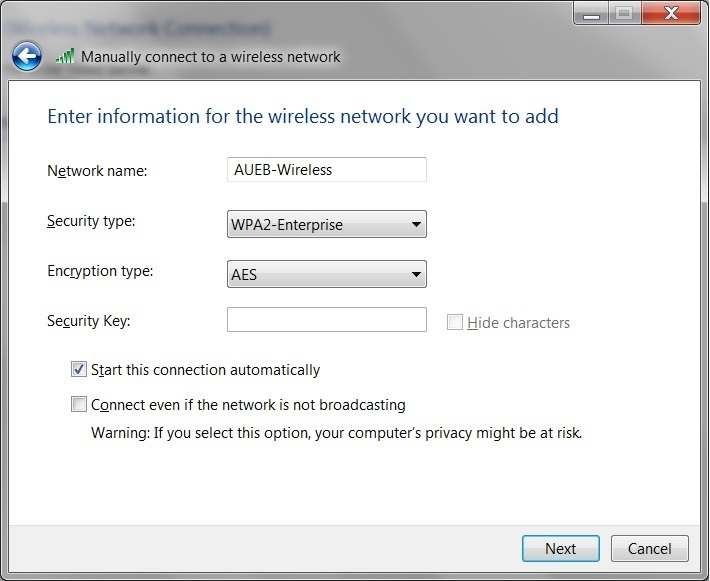 (Wireless Network Connection)
Manually connect to a wireless network
Enter information for the wireless network you want to add
Network name: AUEB-Wireless
Security type: WPA2-Enterprise
Encryption type: AES
Security Key: Hide characters
Start this connection automatically
Connect even if the network is not broadcasting
Warning: If you select this option, your computer's privacy might be at risk.
Next Cancel